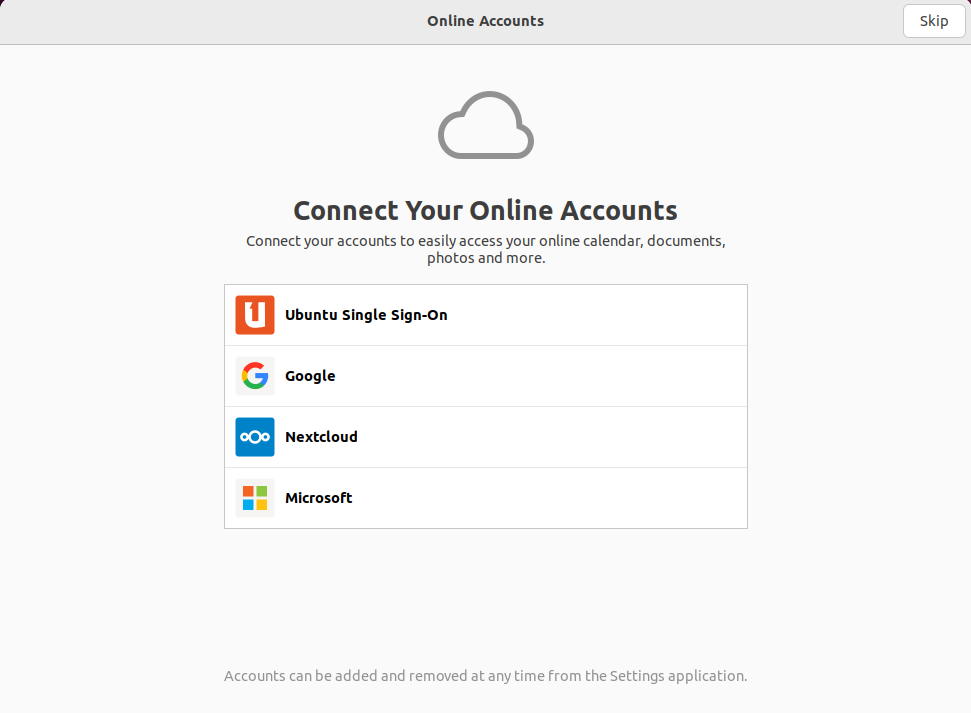 Online Accounts
Skip
Connect Your Online Accounts
Connect your accounts to easily access your online calendar, documents,
photos and more.
Ubuntu Single Sign-On
Google
Nextcloud
Microsoft
Accounts can be added and removed at any time from the Settings application.